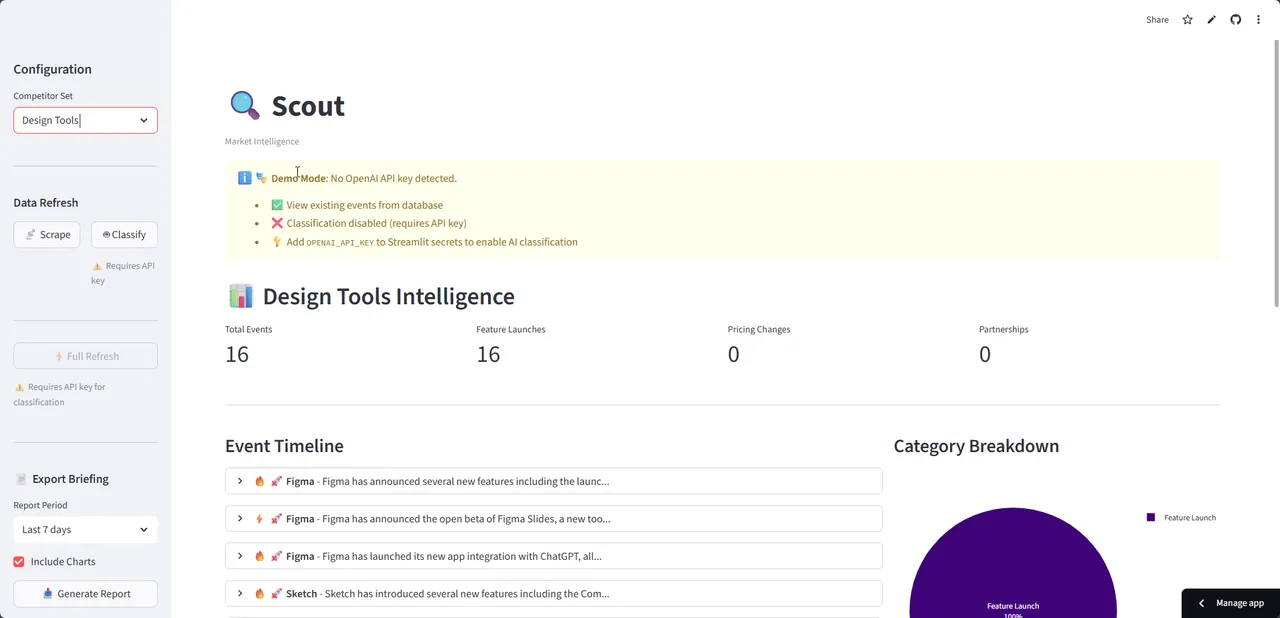 Share
Configuration
Competitor Set
Design Tools
Data Refresh
Scrape
Classify
Requires API
key
Full Refresh
Requires API key for
classification
Export Briefing
Report Period
Last 7 days
Include Charts
Generate Report
Scout
Market Intelligence
Demo Mode: No OpenAI API key detected.
View existing events from database
Classification disabled (requires API key)
Add OPENAI_API_KEY to Streamlit secrets to enable AI classification
Design Tools Intelligence
Total Events
16
Feature Launches
16
Pricing Changes
0
Partnerships
0
Event Timeline
Figma - Figma has announced several new features including the launc...
Figma - Figma has announced the open beta of Figma Slides, a new too...
Figma - Figma has launched its new app integration with ChatGPT, all...
Sketch - Sketch has introduced several new features including the Com...
Category Breakdown
Feature Launch
Feature Launch
100%
Manage app